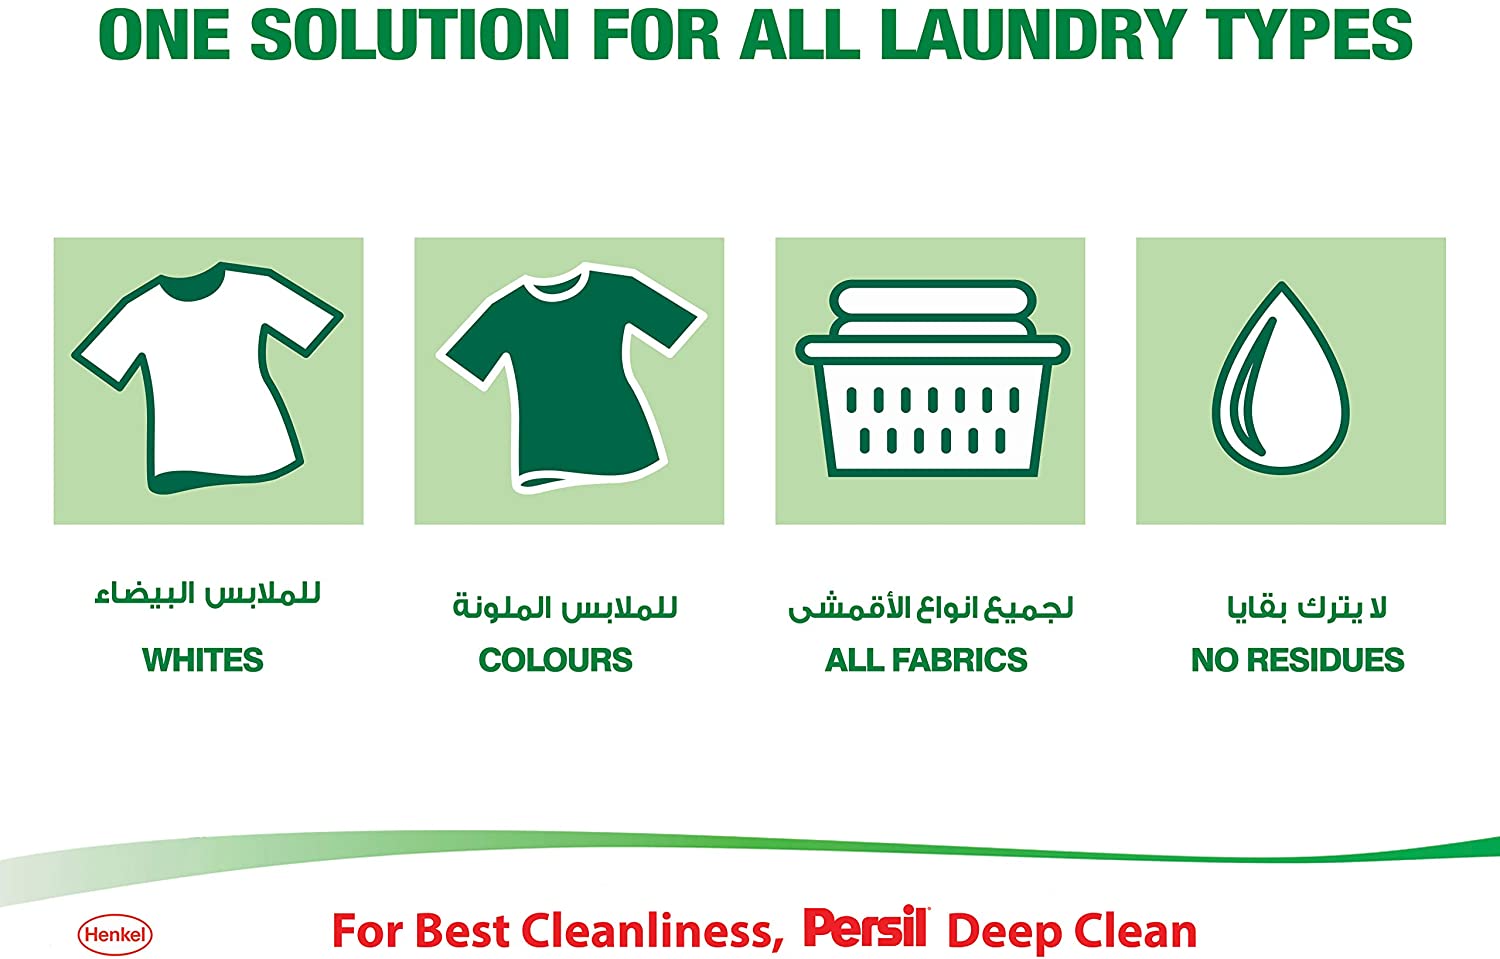 ONE SOLUTION FOR ALL LAUNDRY TYPES
للملابس البيضاء
WHITES
للملابس الملونة
COLOURS
لجميع انواع الأقمشى
ALL FABRICS
لا يترك بقايا
NO RESIDUES
Henkel
For Best Cleanliness, Persil Deep Clean